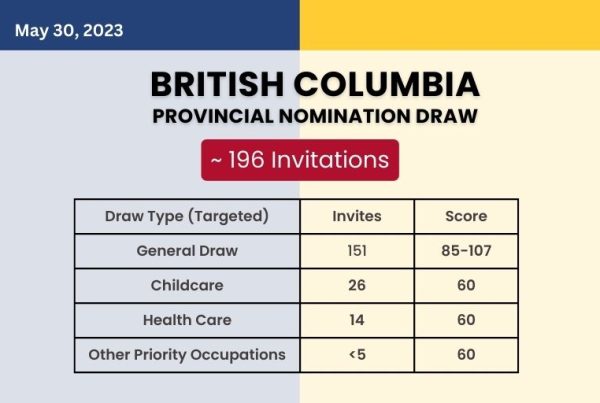 May 30, 2023
BRITISH COLUMBIA
PROVINCIAL NOMINATION DRAW
~ 196 Invitations
Draw Type (Targeted) Invites Score
General Draw 151 85-107
Childcare 26 60
Health Care 14 60
Other Priority Occupations <5 60